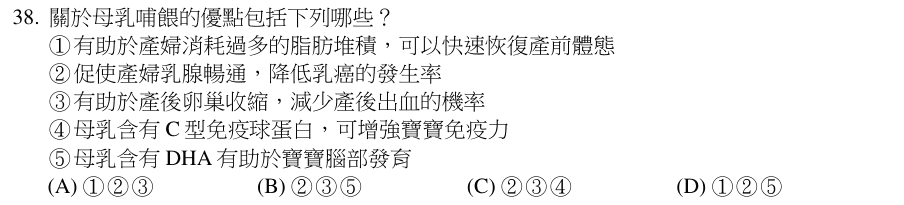 38. 關於母乳哺餵的優點包括下列哪些？
①有助於產婦消耗過多的脂肪堆積，可以快速恢復產前體態
②促使產婦乳腺暢通，降低乳癌的發生率
③有助於產後卵巢收縮，減少產後出血的機率
④母乳含有 C 型免疫球蛋白，可增強寶寶免疫力
⑤母乳含有 DHA 有助於寶寶腦部發育
(A) ①②③ (B) ②③⑤ (C) ②③④ (D) ①②⑤